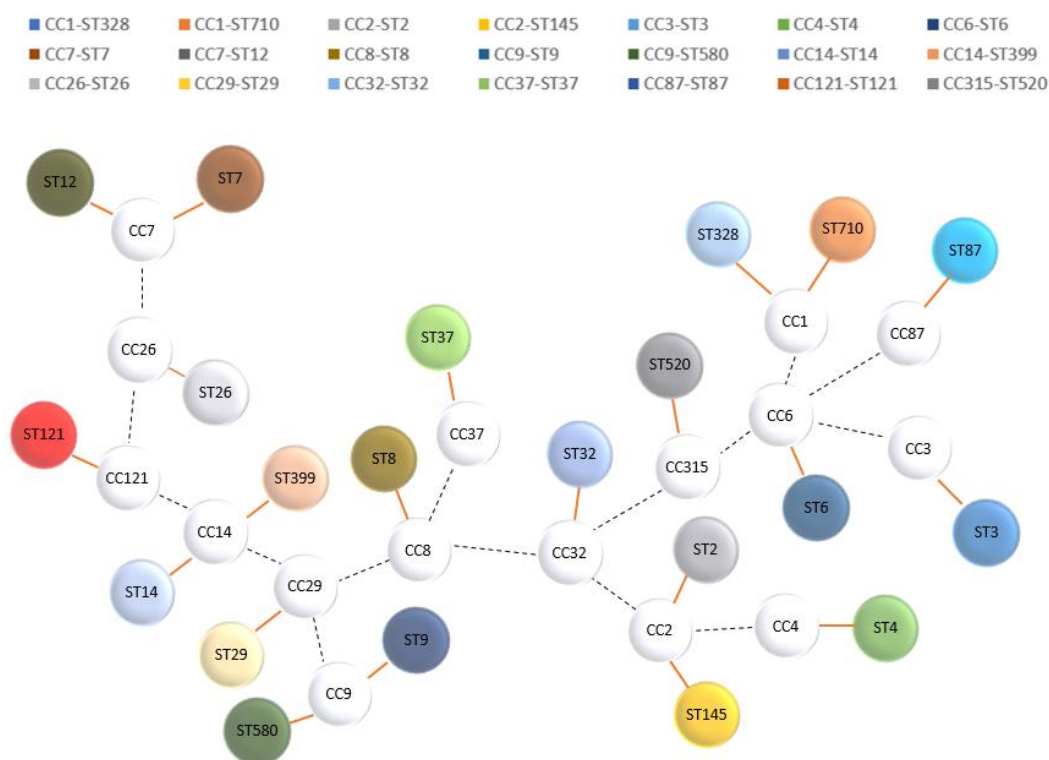 CC1-ST328 CC1-ST710 CC2-ST2 CC2-ST145 CC3-ST3 CC4-ST4 CC6-ST6
CC7-ST7 CC7-ST12 CC8-ST8 CC9-ST9 CC9-ST580 CC14-ST14 CC14-ST399
CC26-ST26 CC29-ST29 CC32-ST32 CC37-ST37 CC87-ST87 CC121-ST121 CC315-ST520
ST12
ST7
CC7
ST328
ST710
ST87
CC1
CC87
CC26
ST37
ST520
ST26
CC6
ST121
CC37
CC3
ST8
ST32
CC315
CC121
ST399
ST6
ST3
CC14
CC8
CC32
ST2
CC29
ST14
ST9
CC2
CC4
ST4
ST29
CC9
ST145
ST580